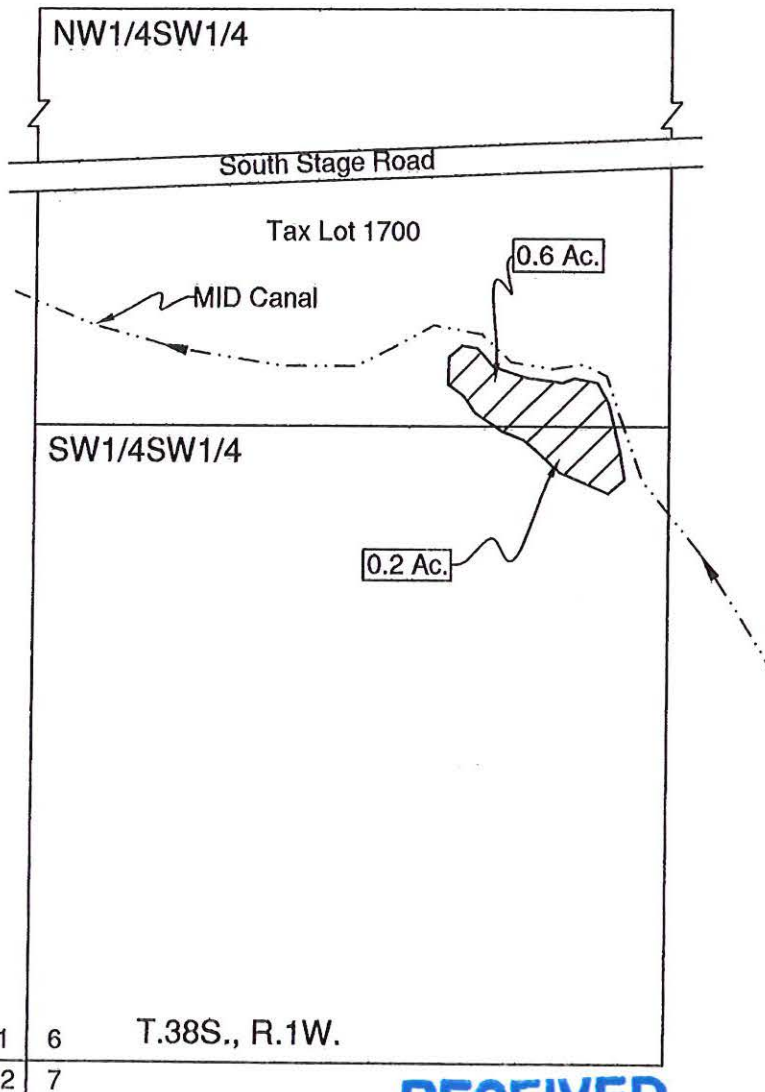 NW1/4SW1/4
South Stage Road
Tax Lot 1700
0.6 Ac.
MID Canal
SW1/4SW1/4
0.2 Ac.
1 6
T.38S., R.1W.
2 7
RECEIVED